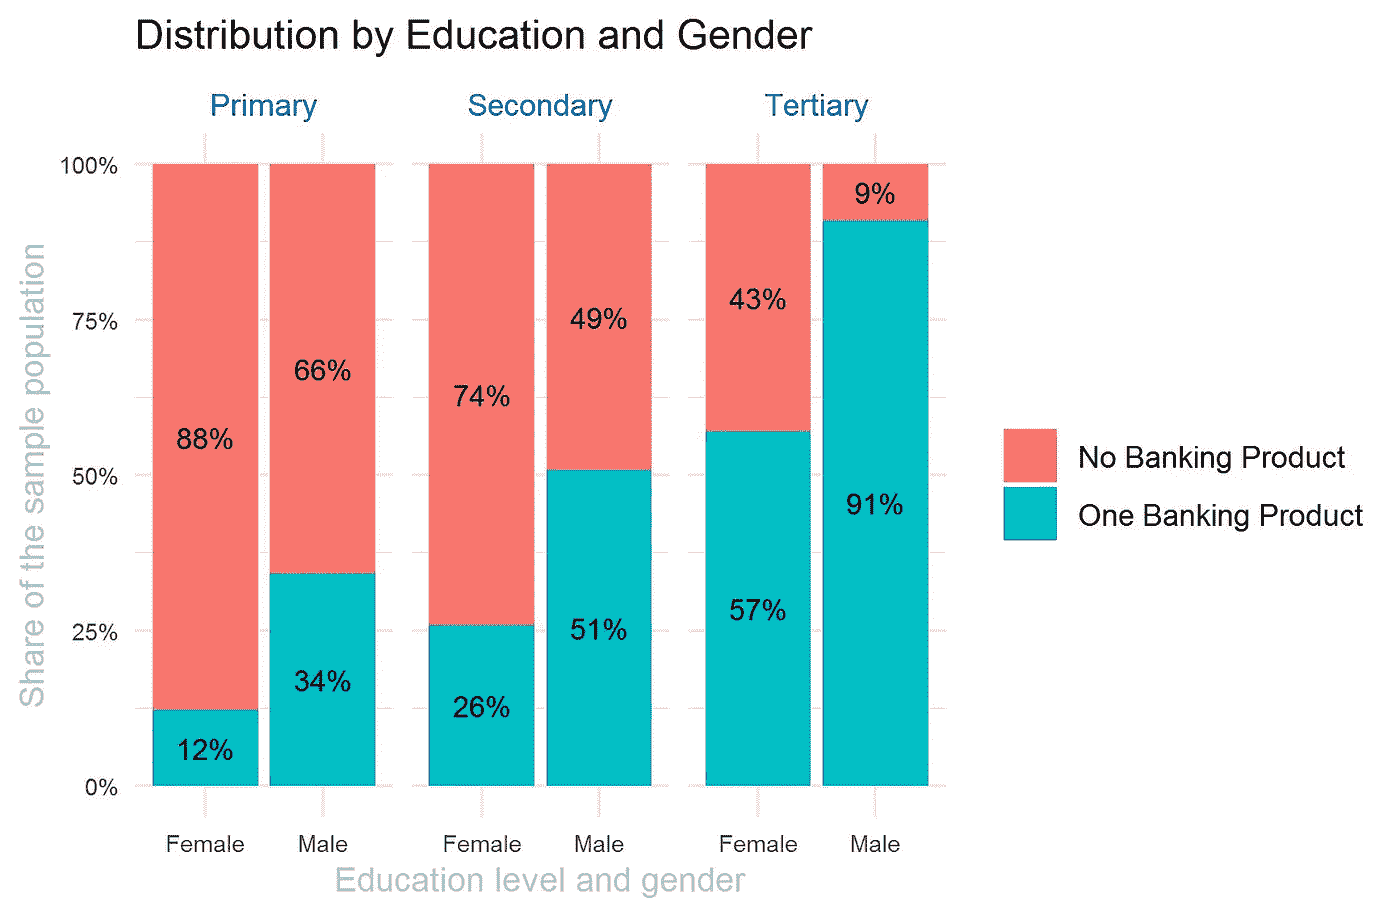 Distribution by Education and Gender
Primary Secondary Tertiary
100%
75%
50%
25%
0%
Share of the sample population
88% 66% 74% 49% 43% 9%
12% 34% 26% 51% 57% 91%
Female Male Female Male Female Male
Education level and gender
No Banking Product
One Banking Product